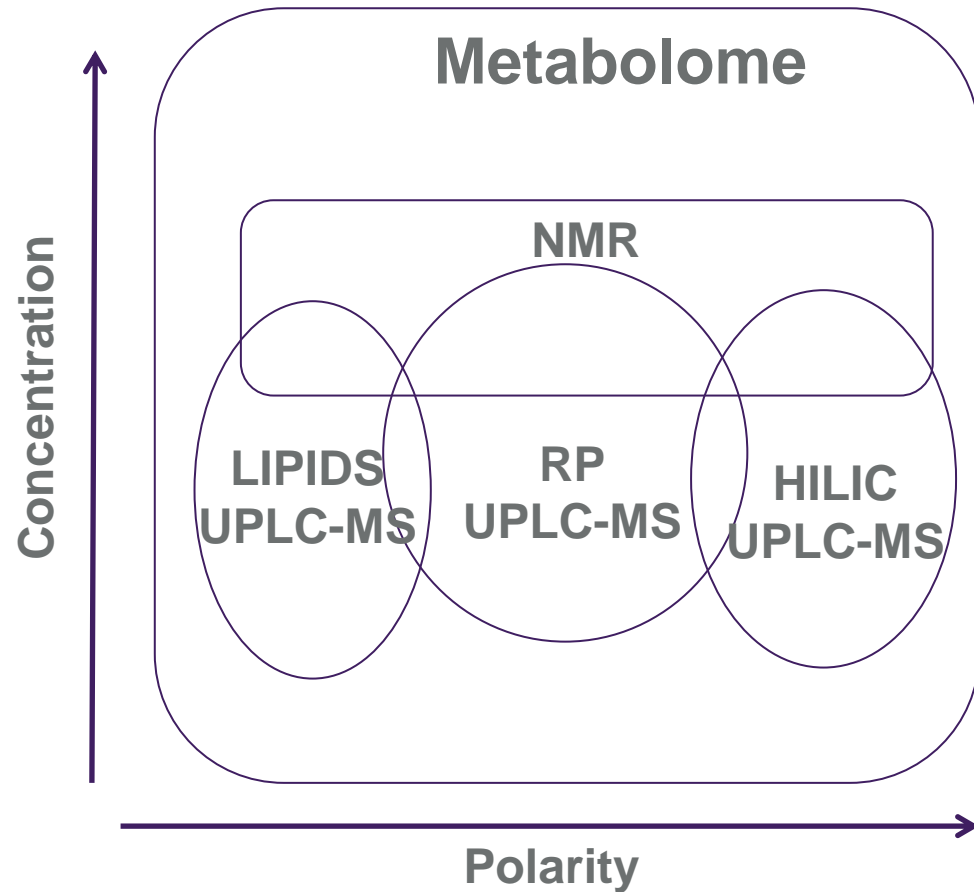 Metabolome
Concentration
NMR
LIPIDS
UPLC-MS
RP
UPLC-MS
HILIC
UPLC-MS
Polarity